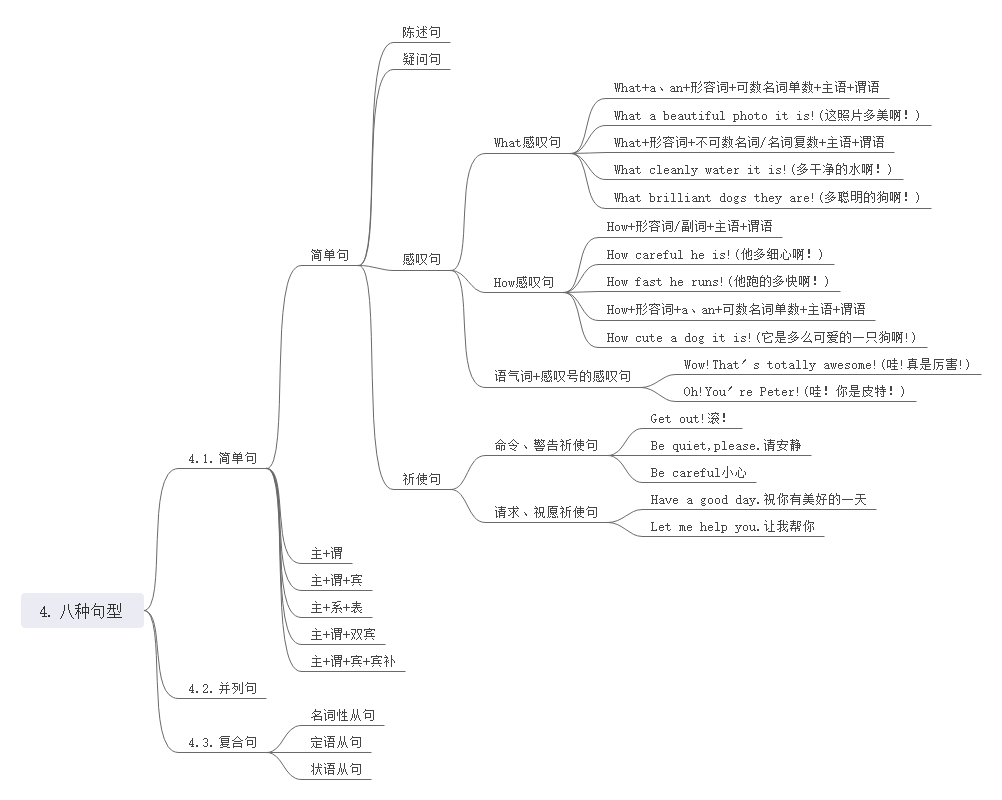 陈述句
疑问句
What+a、an+形容词+可数名词单数+主语+谓语
What a beautiful photo it is!(这照片多美啊！)
What感叹句
What+形容词+不可数名词/名词复数+主语+谓语
What cleanly water it is!(多干净的水啊！)
What brilliant dogs they are!(多聪明的狗啊！)
How+形容词/副词+主语+谓语
简单句
感叹句
How careful he is!(他多细心啊！)
How感叹句
How fast he runs!(他跑的多快啊！)
How+形容词+a、an+可数名词单数+主语+谓语
How cute a dog it is!(它是多么可爱的一只狗啊!)
语气词+感叹号的感叹句
Wow!That′s totally awesome!(哇!真是厉害!)
Oh!You′re Peter!(哇！你是皮特！)
Get out!滚！
命令、警告祈使句
Be quiet,please.请安静
4.1.简单句
Be careful小心
祈使句
Have a good day.祝你有美好的一天
请求、祝愿祈使句
Let me help you.让我帮你
主+谓
主+谓+宾
4. 八种句型
主+系+表
主+谓+双宾
主+谓+宾+宾补
4.2.并列句
名词性从句
4.3.复合句
定语从句
状语从句